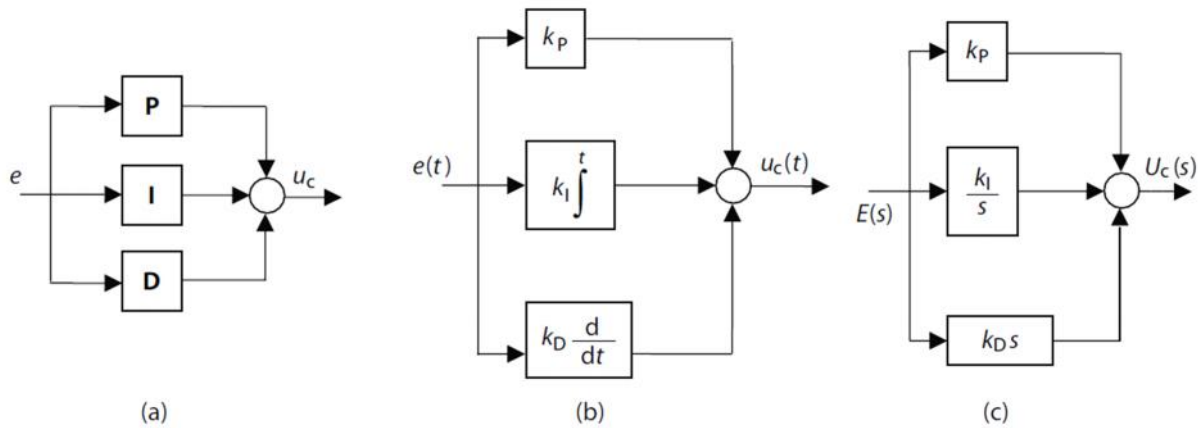 P
e
I
u_c
D
(a)
k_P
e(t)
k_I ∫^t
u_c(t)
k_D d/dt
(b)
k_P
E(s)
k_I/s
U_c(s)
k_D s
(c)